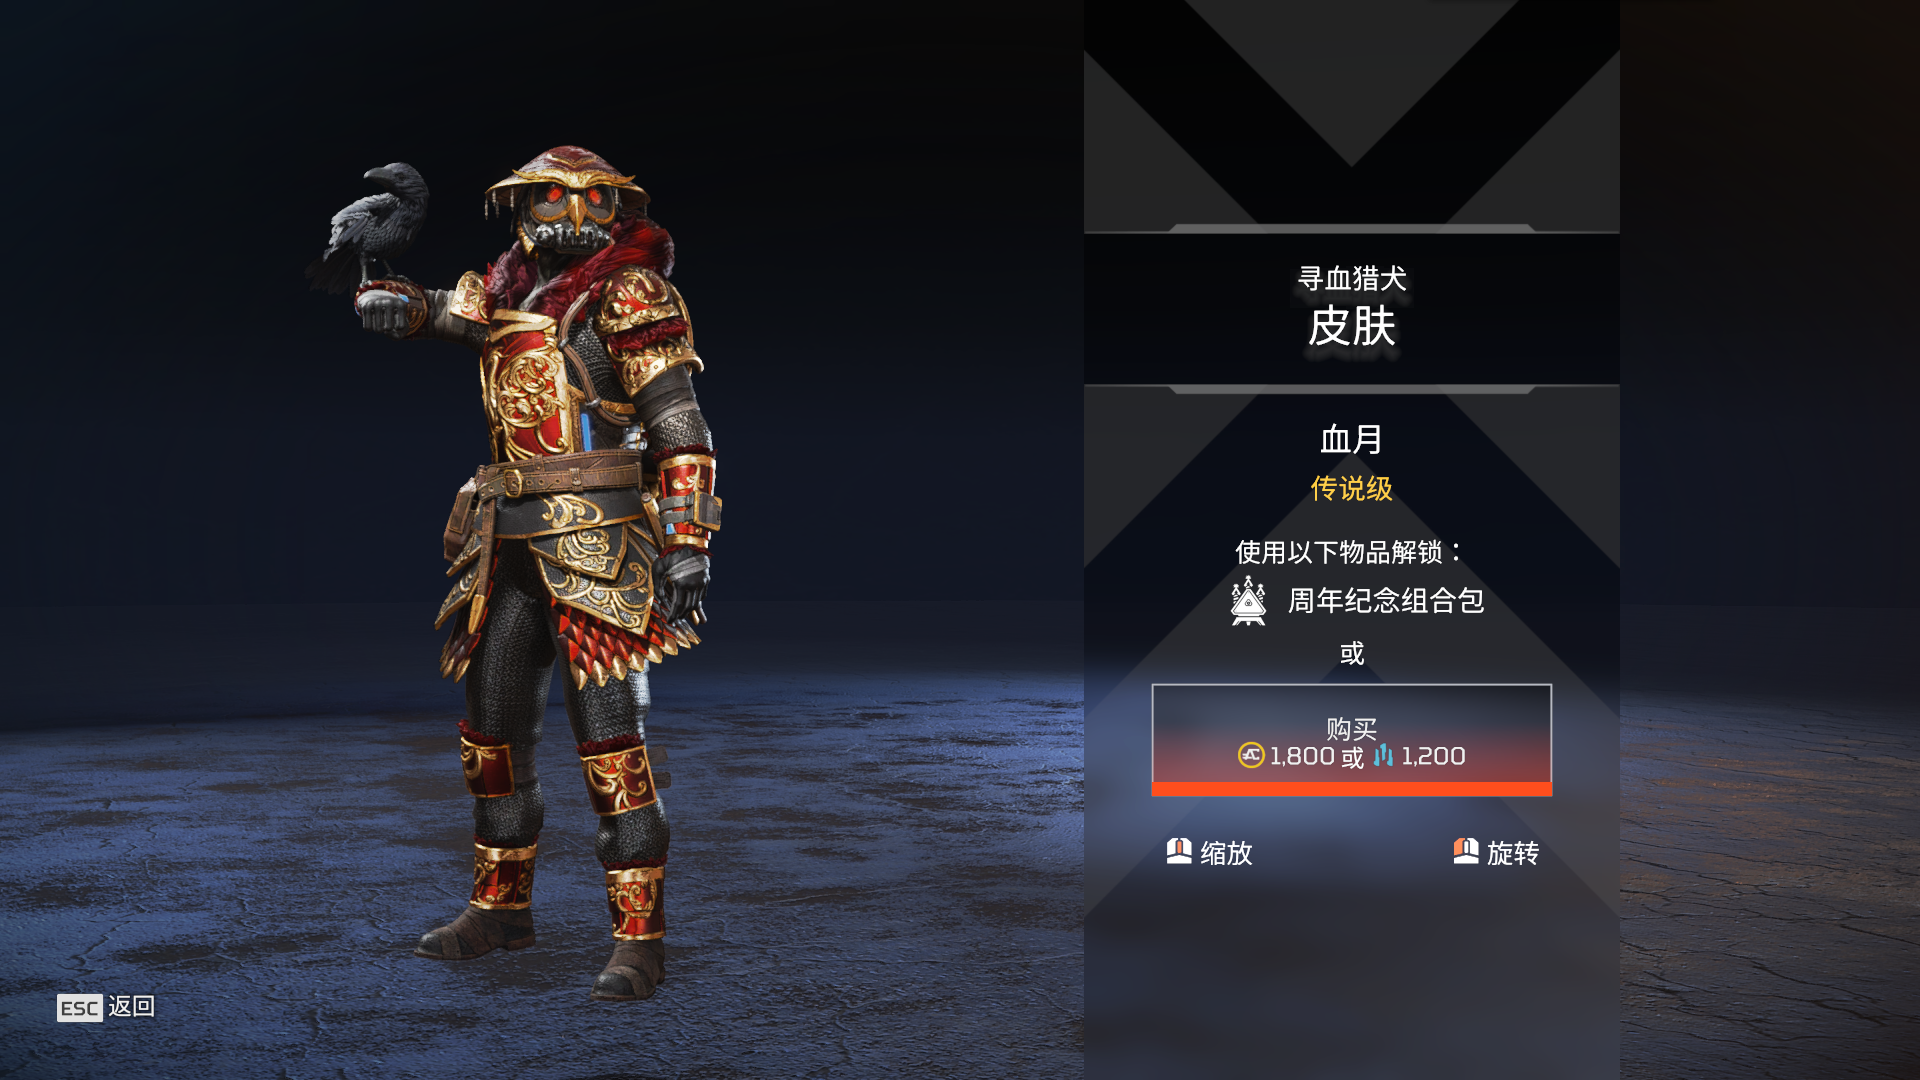 寻血猎犬
皮肤
血月
传说级
使用以下物品解锁：
周年纪念组合包
或
购买
1,800 或 1,200
缩放 旋转
ESC 返回